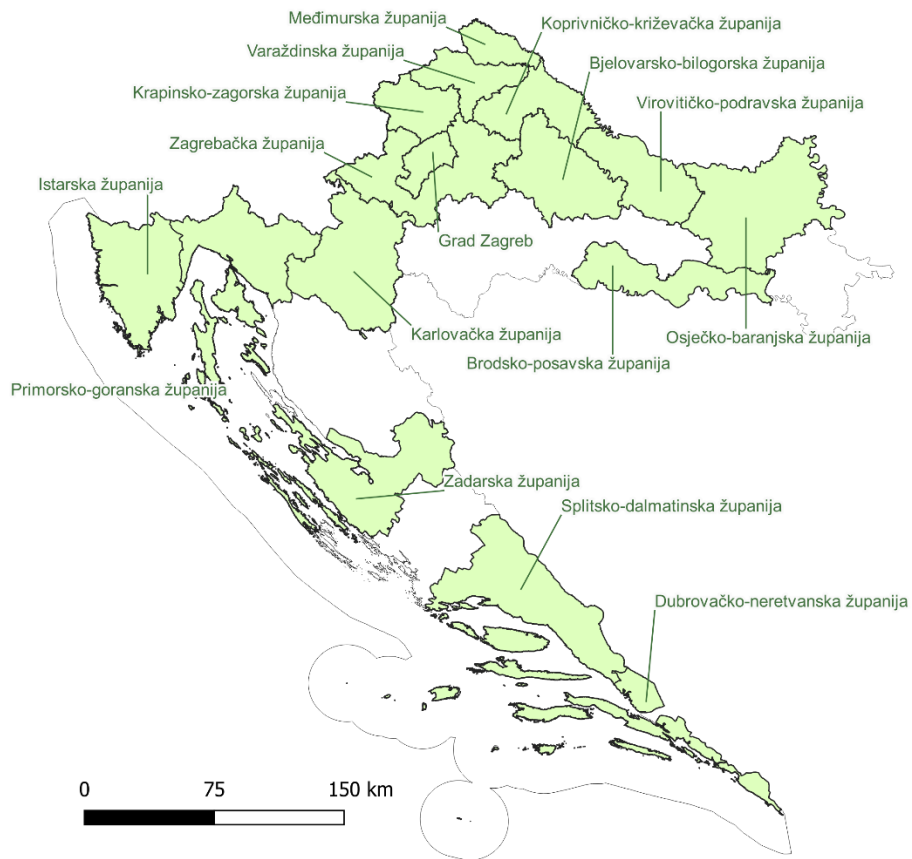 Međimurska županija
Koprivničko-križevačka županija
Varaždinska županija
Bjelovarsko-bilogorska županija
Krapinsko-zagorska županija
Virovitičko-podravska županija
Zagrebačka županija
Istarska županija
Grad Zagreb
Karlovačka županija
Osječko-baranjska županija
Brodsko-posavska županija
Primorsko-goranska županija
Zadarska županija
Splitsko-dalmatinska županija
Dubrovačko-neretvanska županija
0 75 150 km